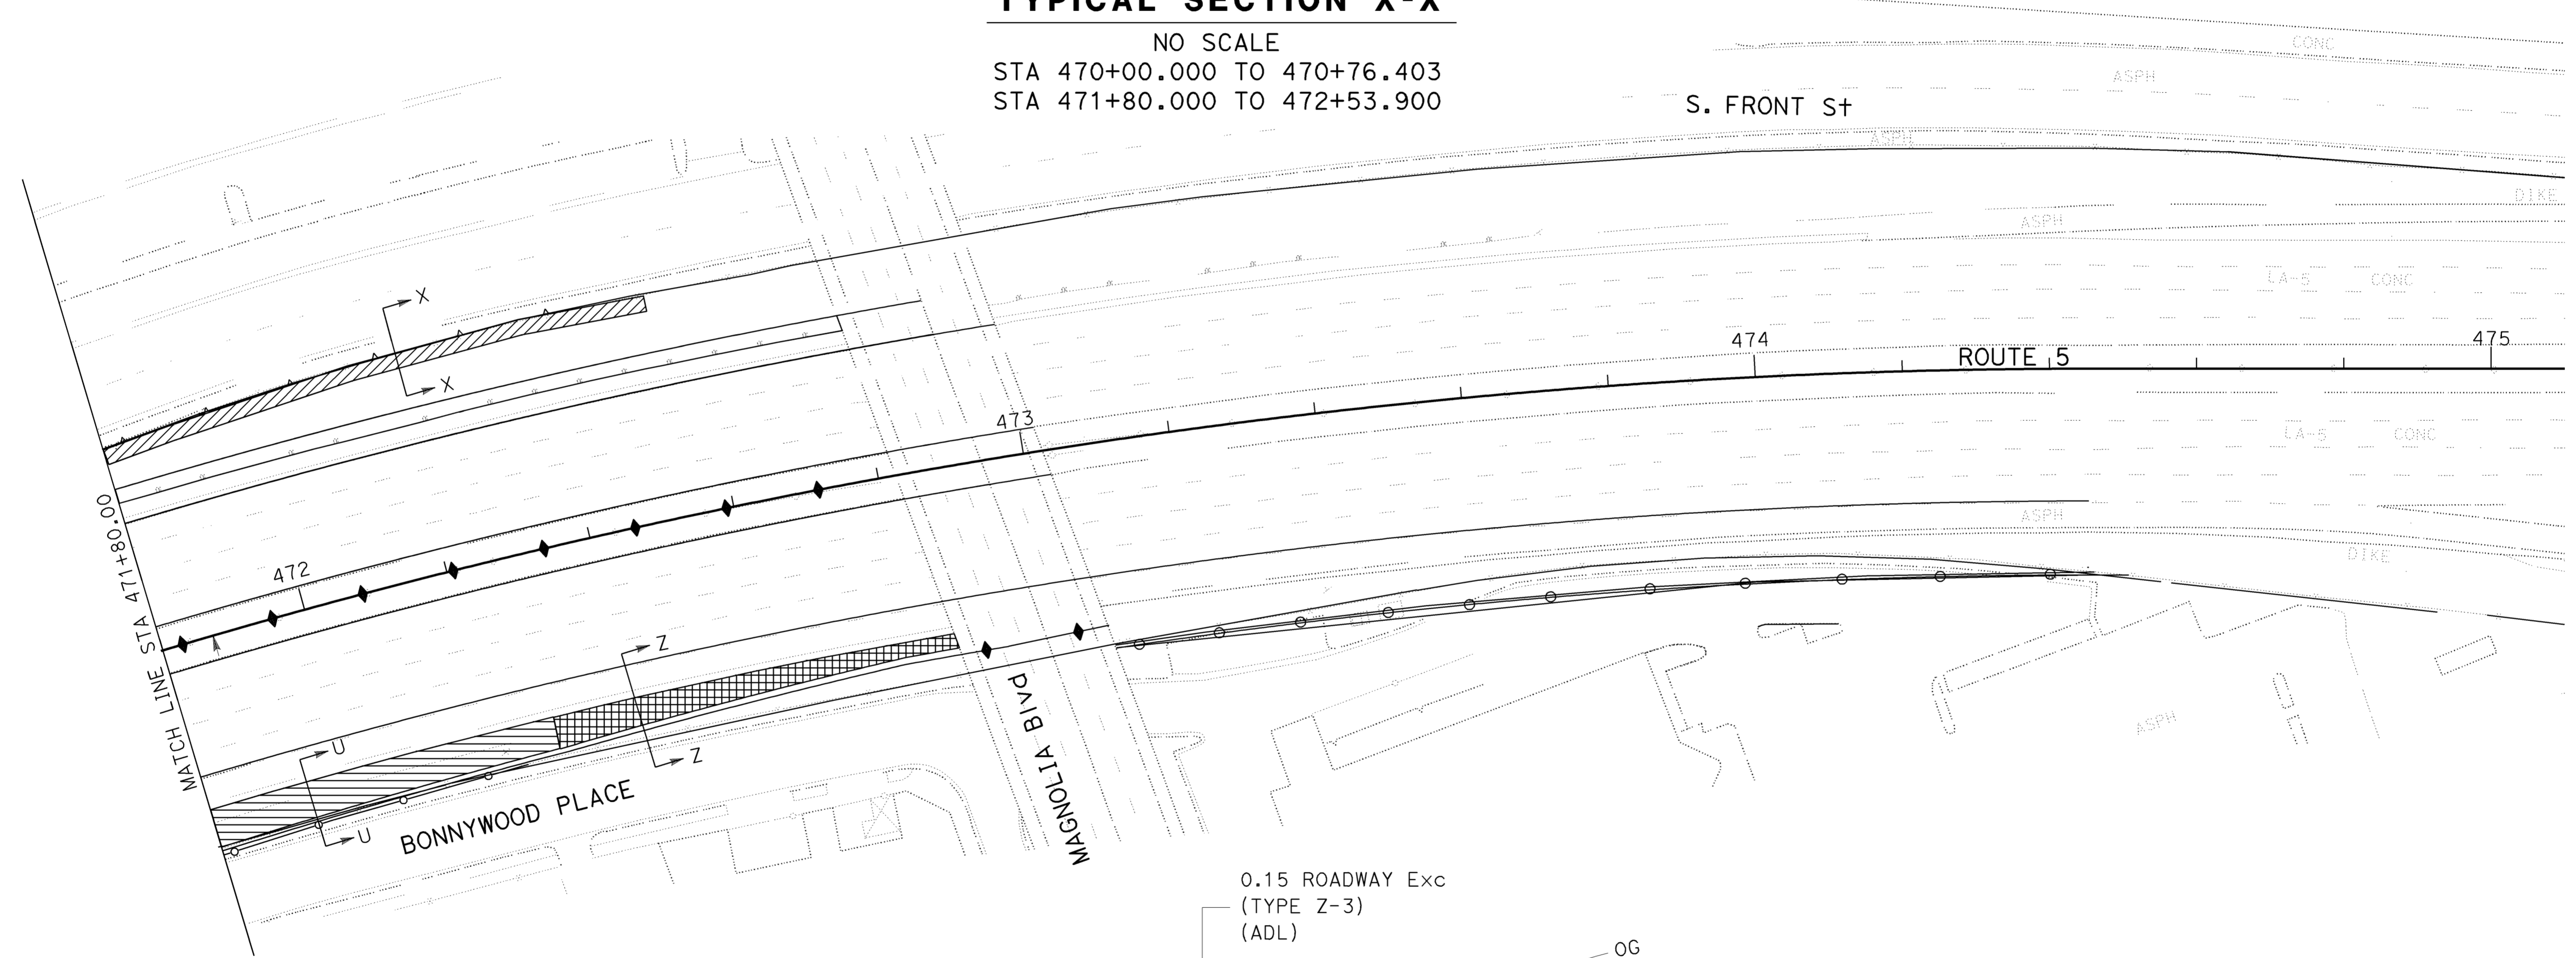 TYPICAL SECTION X-X
NO SCALE
STA 470+00.000 TO 470+76.403
STA 471+80.000 TO 472+53.900
S. FRONT St
CONC
ASPH
ASPH
DIKE
ASPH
LA-5 CONC
X
X
474
ROUTE 5
475
473
LA-5 CONC
472
MATCH LINE STA 471+80.00
ASPH
DIKE
Z
Z
U
U
BONNYWOOD PLACE
MAGNOLIA Blvd
ASPH
0.15 ROADWAY Exc
(TYPE Z-3)
(ADL)
OG